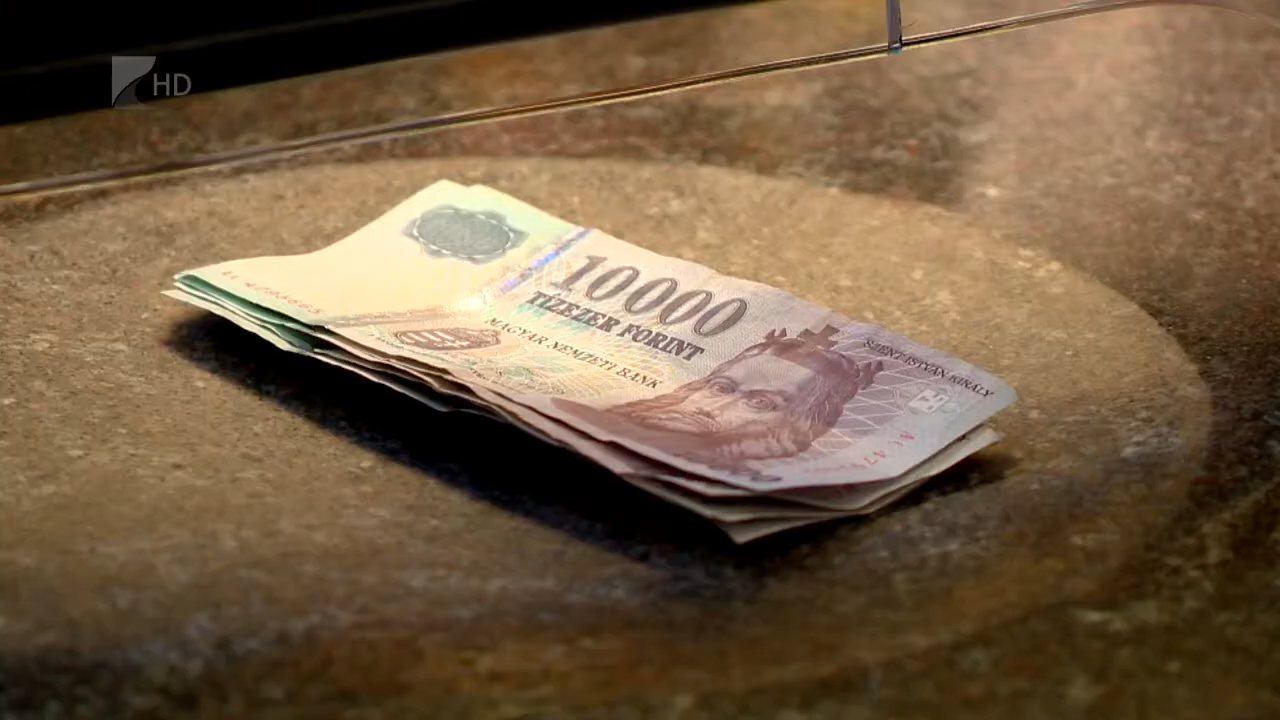 HD
10000
TÍZEZER FORINT
MAGYAR NEMZETI BANK
SZENT ISTVÁN KIRÁLY